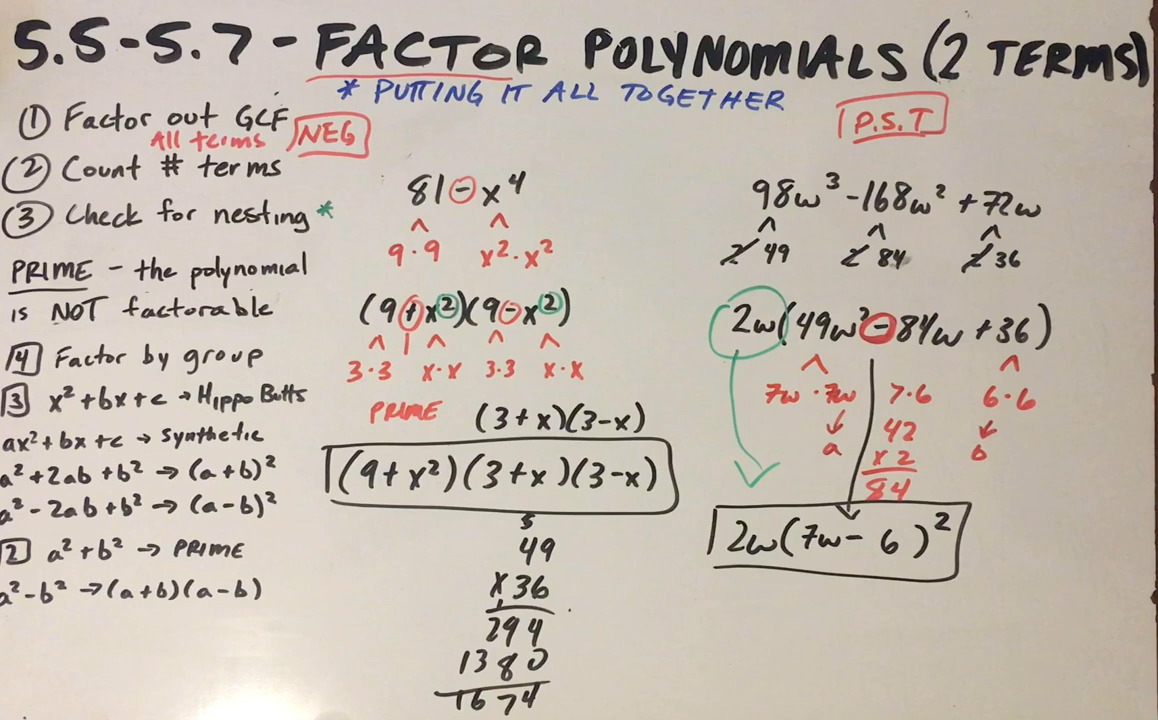 5.5-5.7 - FACTOR POLYNOMIALS (2 TERMS)
* PUTTING IT ALL TOGETHER
① Factor out GCF
All terms NEG
② Count # terms
③ Check for nesting *
PRIME - the polynomial
is NOT factorable
4 Factor by group
3 x² + bx + c → Hippo Butts
ax² + bx + c → Synthetic
a² + 2ab + b² → (a + b)²
a² - 2ab + b² → (a - b)²
2 a² + b² → PRIME
a² - b² → (a + b)(a - b)
81 - x⁴
9 · 9 x² · x²
(9 + x²)(9 - x²)
3 · 3 x · x 3 · 3 x · x
PRIME (3 + x)(3 - x)
(9 + x²)(3 + x)(3 - x)
5
49
x 36
294
1380
1674
P.S.T
98w³ - 168w² + 72w
2 49 2 84 2 36
2w(49w² - 84w + 36)
7w · 7w 7 · 6 6 · 6
a 42 b
x 2
84
2w(7w - 6)²